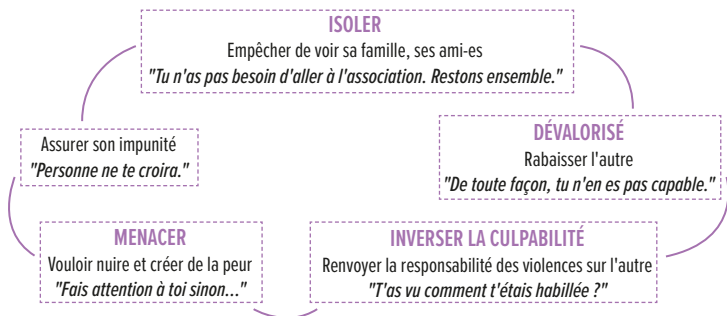 ISOLER
Empêcher de voir sa famille, ses ami-es
"Tu n'as pas besoin d'aller à l'association. Restons ensemble."
DÉVALORISÉ
Rabaisser l'autre
"De toute façon, tu n'en es pas capable."
INVERSER LA CULPABILITÉ
Renvoyer la responsabilité des violences sur l'autre
"T'as vu comment t'étais habillée ?"
MENACER
Vouloir nuire et créer de la peur
"Fais attention à toi sinon..."
Assurer son impunité
"Personne ne te croira."